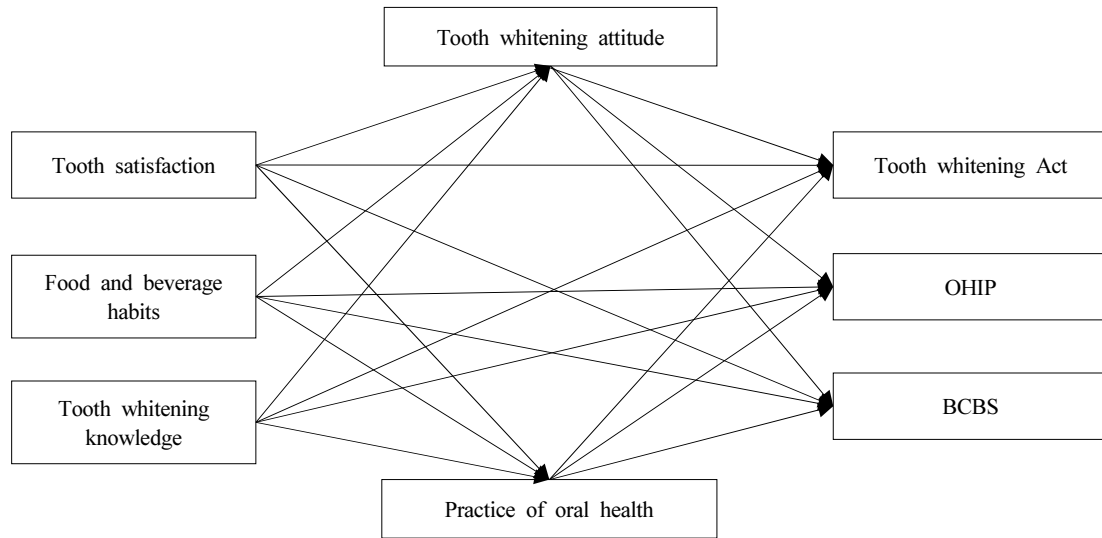 Tooth whitening attitude
Tooth satisfaction
Tooth whitening Act
Food and beverage
habits
OHIP
Tooth whitening
knowledge
BCBS
Practice of oral health